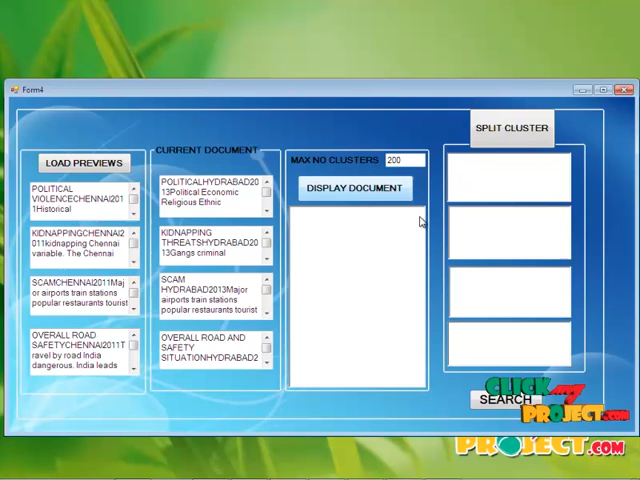 Form4
LOAD PREVIEWS
POLITICAL
VIOLENCECHENNAI201
1Historical
KIDNAPPINGCHENNAI2
011kidnapping Chennai
variable. The Chennai
SCAMCHENNAI2011Maj
or airports train stations
popular restaurants tourist
OVERALL ROAD
SAFETYCHENNAI2011T
ravel by road India
dangerous. India leads
CURRENT DOCUMENT
POLITICALHYDRABAD20
13Political Economic
Religious Ethnic
KIDNAPPING
THREATSHYDRABAD20
13Gangs criminal
SCAM
HYDRABAD2013Major
airports train stations
popular restaurants tourist
OVERALL ROAD AND
SAFETY
SITUATIONHYDRABAD2
MAX NO CLUSTERS 200
DISPLAY DOCUMENT
SPLIT CLUSTER
SEARCH
CLICK my
PROJECT.COM
PROJECT.COM